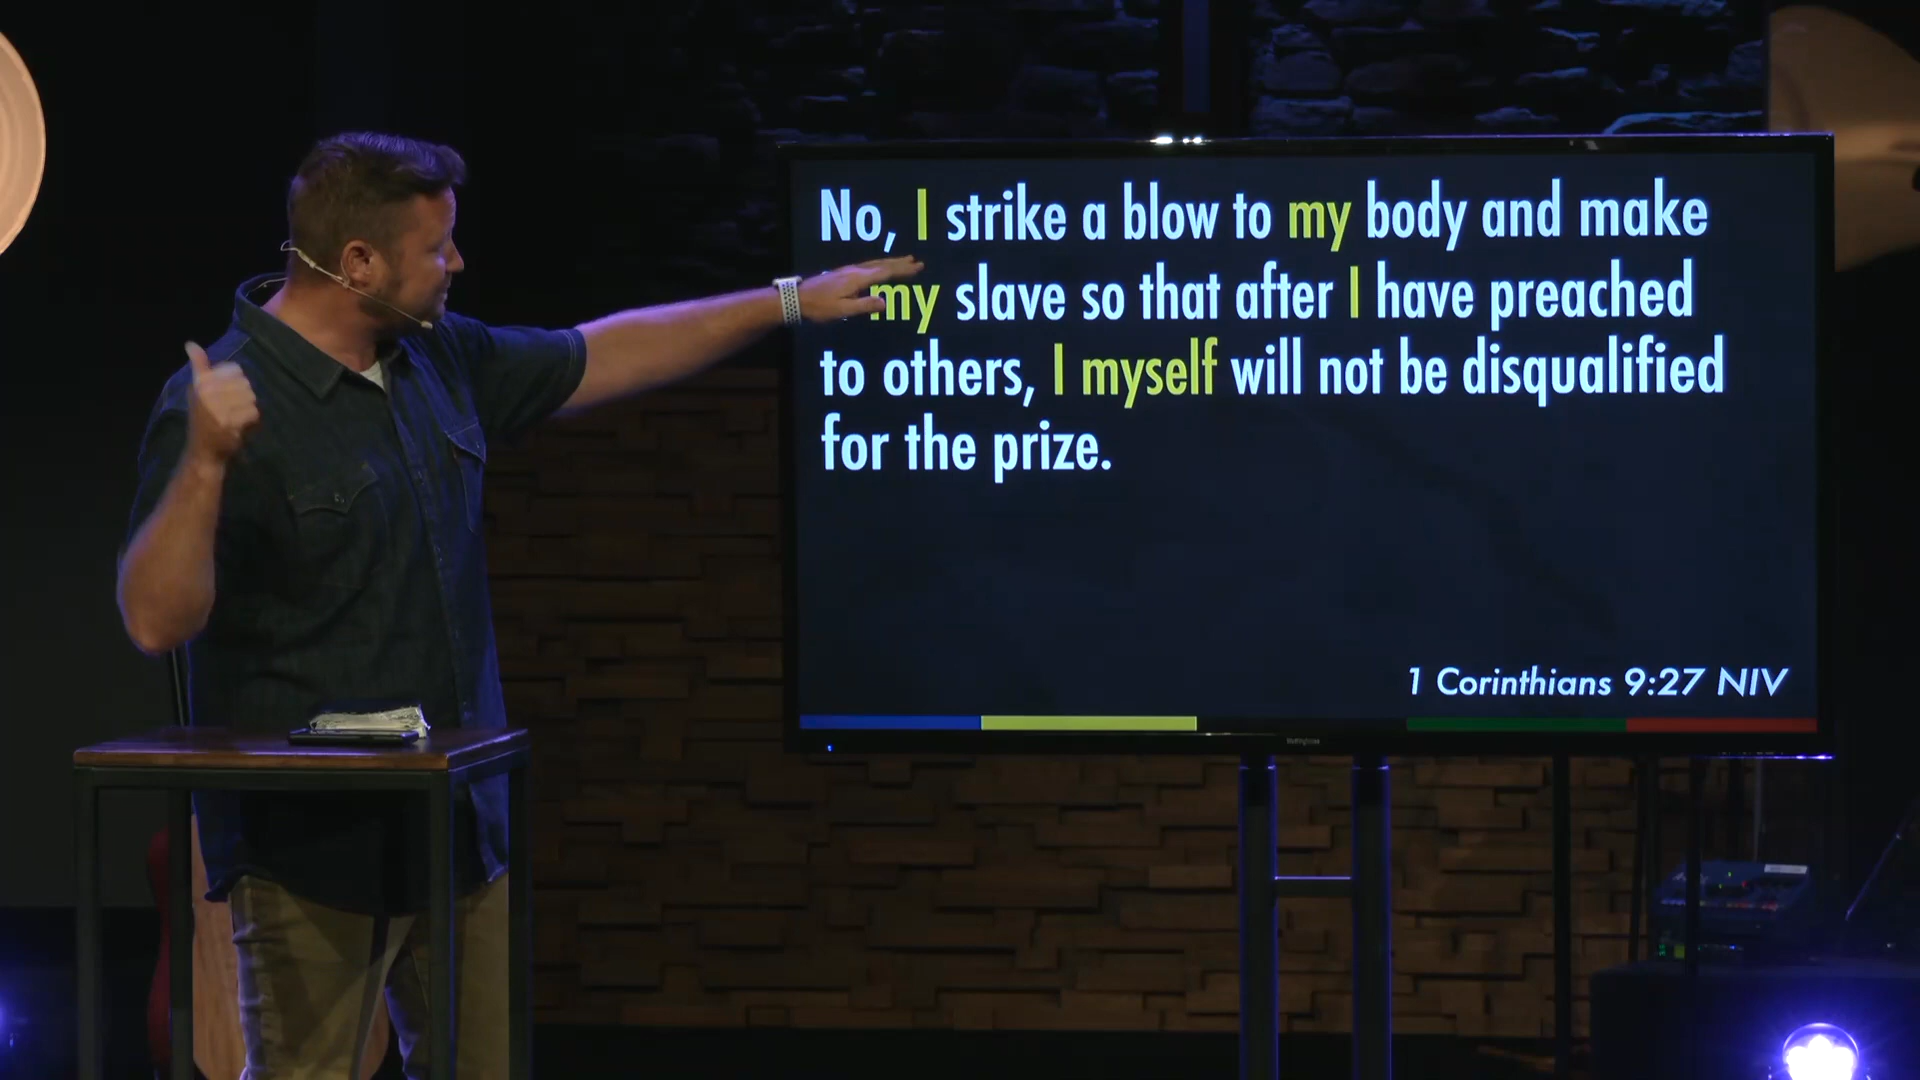 No, I strike a blow to my body and make
my slave so that after I have preached
to others, I myself will not be disqualified
for the prize.
1 Corinthians 9:27 NIV